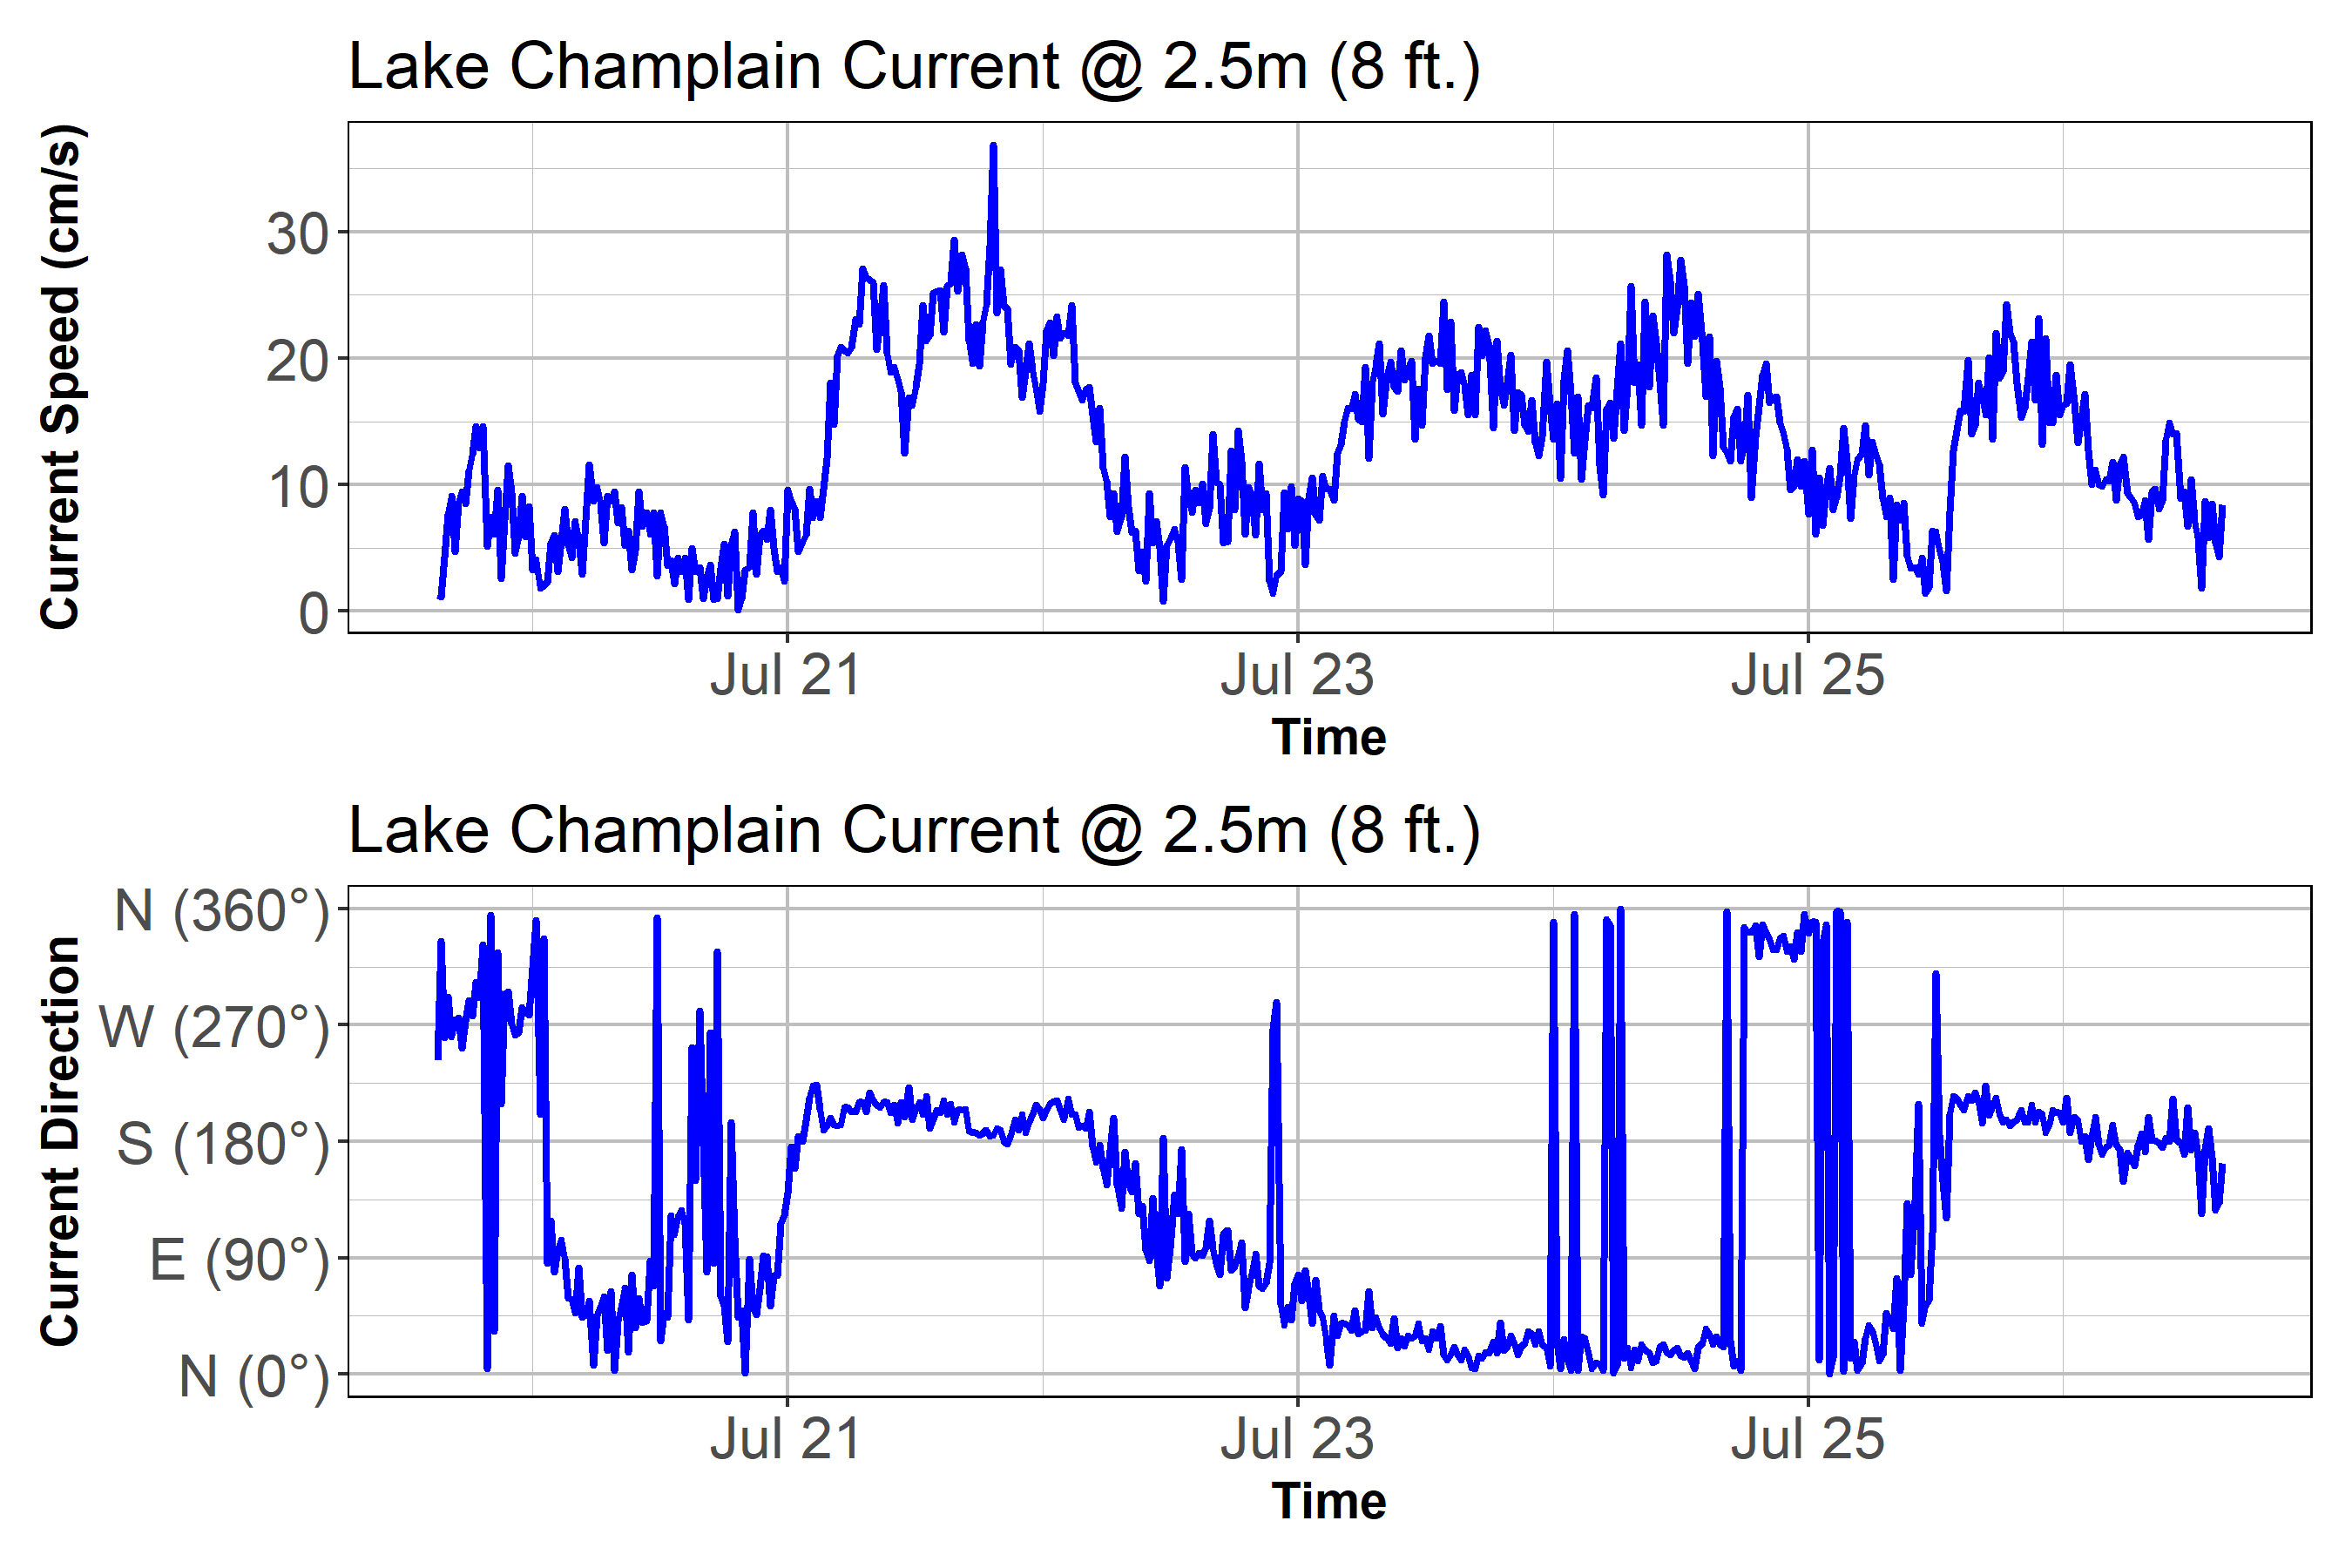 Lake Champlain Current @ 2.5m (8 ft.)
Current Speed (cm/s)
30
20
10
0
Jul 21 Jul 23 Jul 25
Time
Lake Champlain Current @ 2.5m (8 ft.)
Current Direction
N (360°)
W (270°)
S (180°)
E (90°)
N (0°)
Jul 21 Jul 23 Jul 25
Time